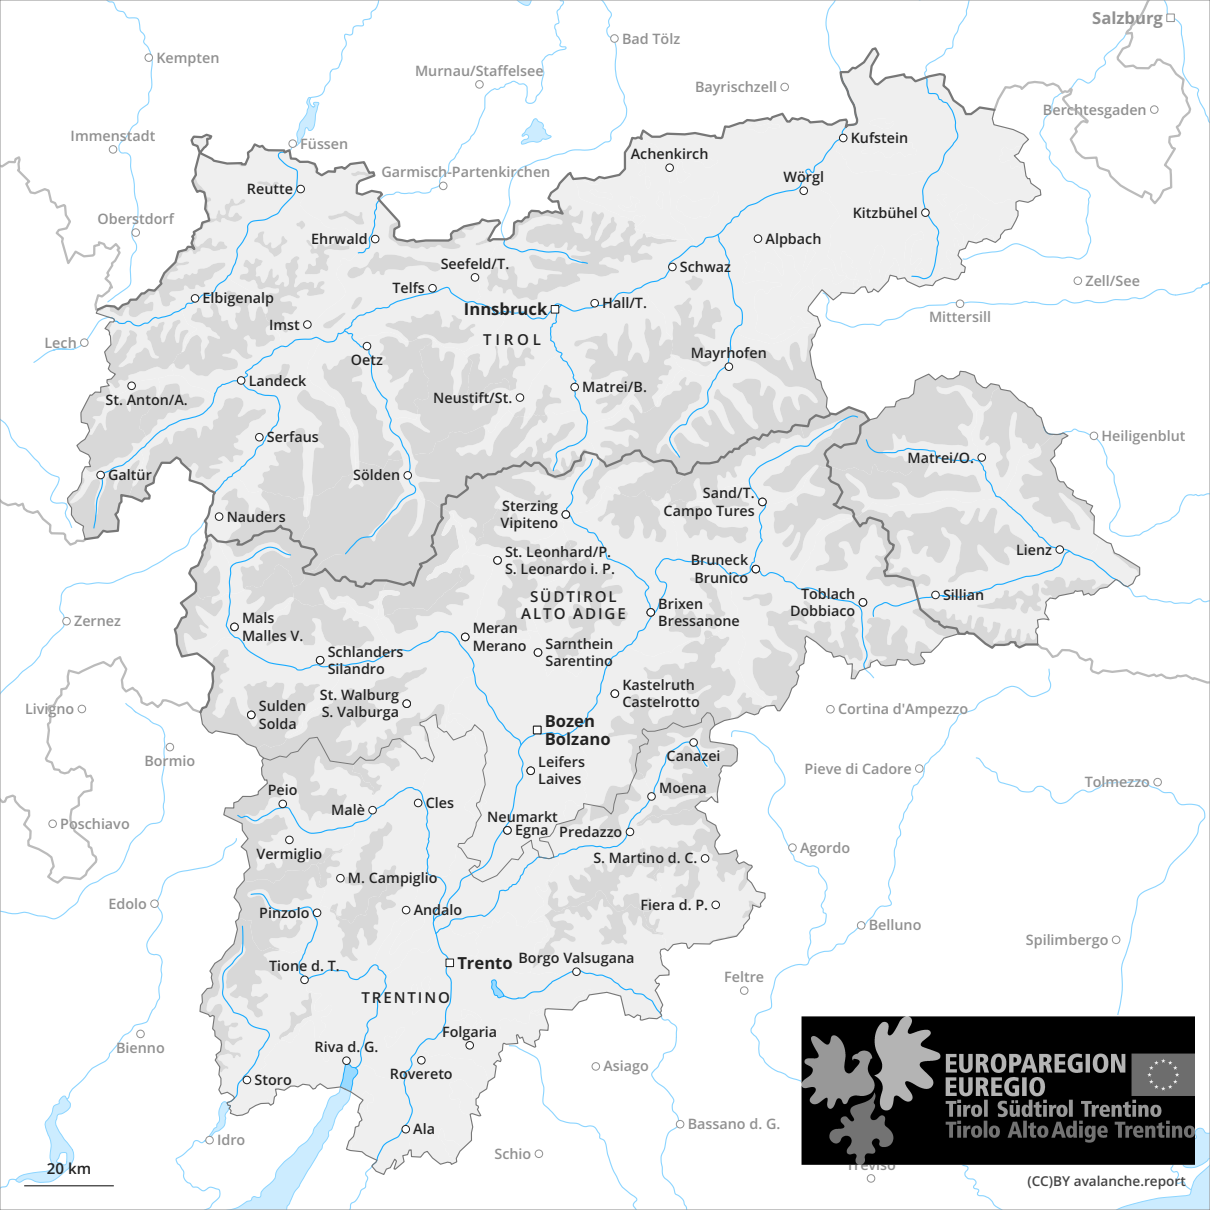 Salzburg
Bad Tölz
Kempten
Murnau/Staffelsee
Bayrischzell
Berchtesgaden
Immenstadt
Füssen
Kufstein
Achenkirch
Garmisch-Partenkirchen
Wörgl
Reutte
Oberstdorf
Kitzbühel
Ehrwald
Alpbach
Seefeld/T.
Schwaz
Zell/See
Telfs
Elbigenalp
Hall/T.
Innsbruck
Mittersill
Imst
TIROL
Lech
Oetz
Mayrhofen
Landeck
Matrei/B.
St. Anton/A.
Neustift/St.
Serfaus
Heiligenblut
Matrei/O.
Galtür
Sölden
Sand/T.
Campo Tures
Sterzing
Vipiteno
Nauders
Lienz
St. Leonhard/P.
S. Leonardo i. P.
Bruneck
Brunico
SÜDTIROL
ALTO ADIGE
Toblach
Dobbiaco
Sillian
Brixen
Bressanone
Zernez
Mals
Malles V.
Meran
Merano
Sarnthein
Sarentino
Schlanders
Silandro
Kastelruth
Castelrotto
St. Walburg
S. Valburga
Sulden
Solda
Livigno
Cortina d'Ampezzo
Bozen
Bolzano
Canazei
Bormio
Leifers
Laives
Pieve di Cadore
Tolmezzo
Peio
Moena
Malè
Cles
Neumarkt
Egna
Predazzo
Poschiavo
Vermiglio
S. Martino d. C.
Agordo
M. Campiglio
Edolo
Pinzolo
Andalo
Fiera d. P.
Belluno
Spilimbergo
Tione d. T.
Trento
Borgo Valsugana
Feltre
TRENTINO
Folgaria
Bienno
Riva d. G.
Rovereto
Asiago
Storo
EUROPAREGION
EUREGIO
Tirol Südtirol Trentino
Tirolo Alto Adige Trentino
Ala
Bassano d. G.
Idro
Schio
Treviso
20 km
(CC)BY avalanche.report